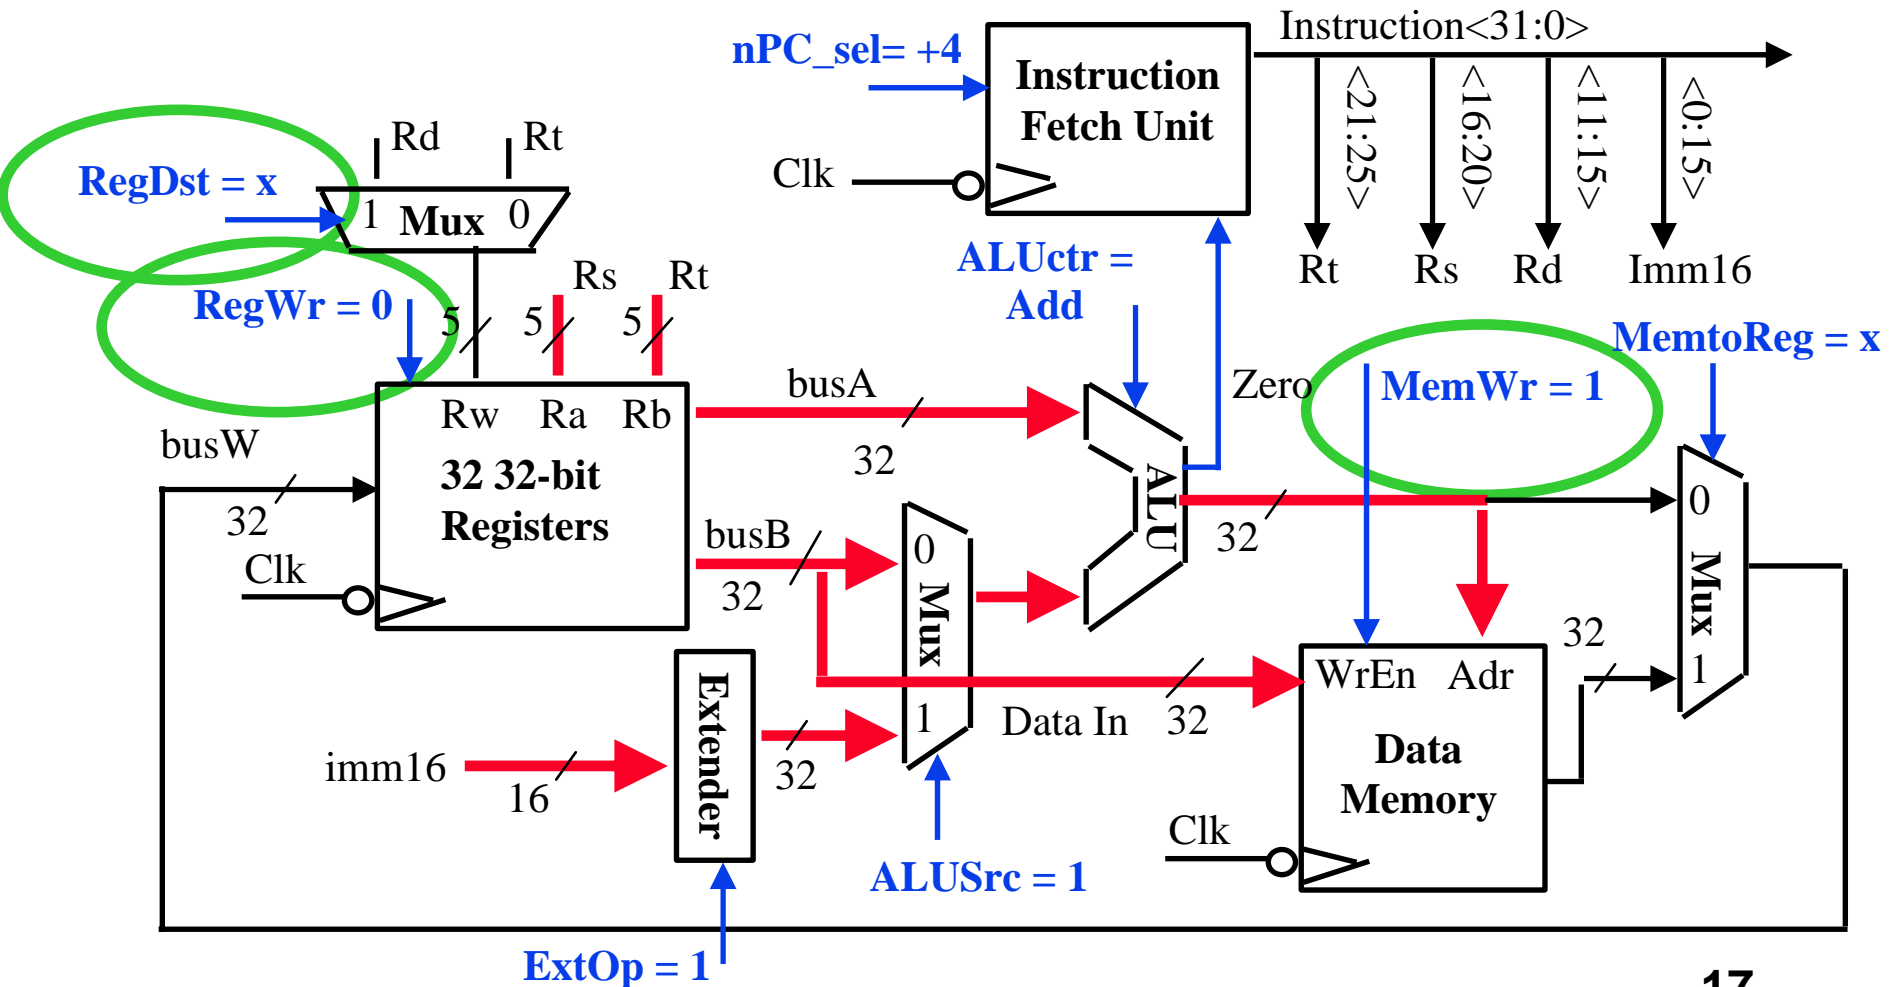 Instruction<31:0>
nPC_sel= +4
Instruction
Fetch Unit
<21:25>
<16:20>
<11:15>
<0:15>
Rd
Rt
Clk
RegDst = x
1
Mux
0
ALUctr =
Add
Rt
Rs
Rd
Imm16
Rs
Rt
RegWr = 0
5
5
5
MemtoReg = x
busA
Zero
MemWr = 1
Rw
Ra
Rb
busW
32
32 32-bit
Registers
32
ALU
0
32
busB
32
0
Mux
32
Clk
Mux
32
1
WrEn
Adr
Extender
1
Data In
32
Data
Memory
imm16
16
32
Clk
ALUSrc = 1
ExtOp = 1
17